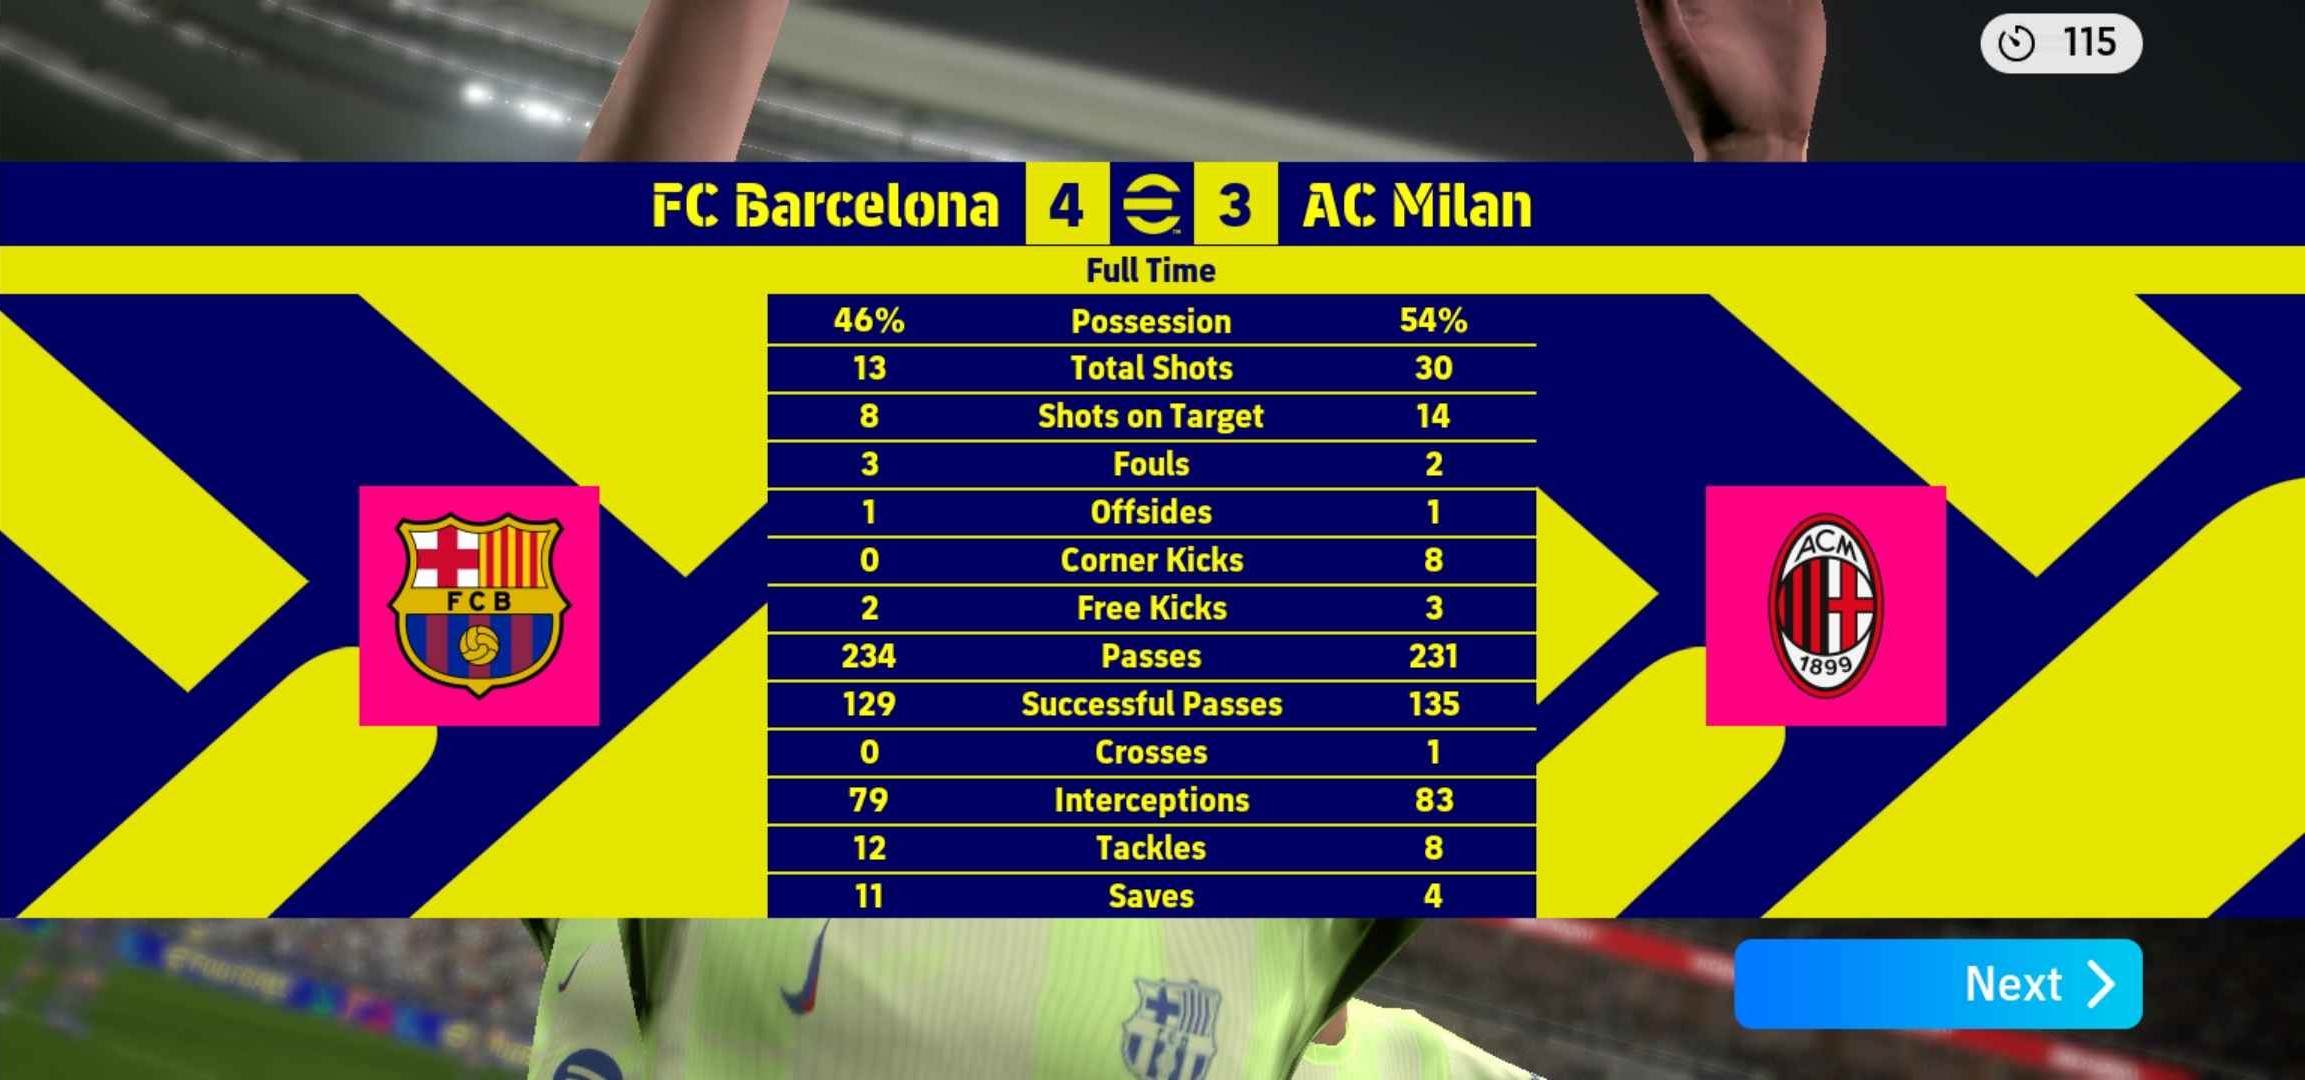 115
FC Barcelona 4 3 AC Milan
Full Time
46% Possession 54%
13 Total Shots 30
8 Shots on Target 14
3 Fouls 2
1 Offsides 1
0 Corner Kicks 8
2 Free Kicks 3
234 Passes 231
129 Successful Passes 135
0 Crosses 1
79 Interceptions 83
12 Tackles 8
11 Saves 4
FCB
ACM
1899
Next